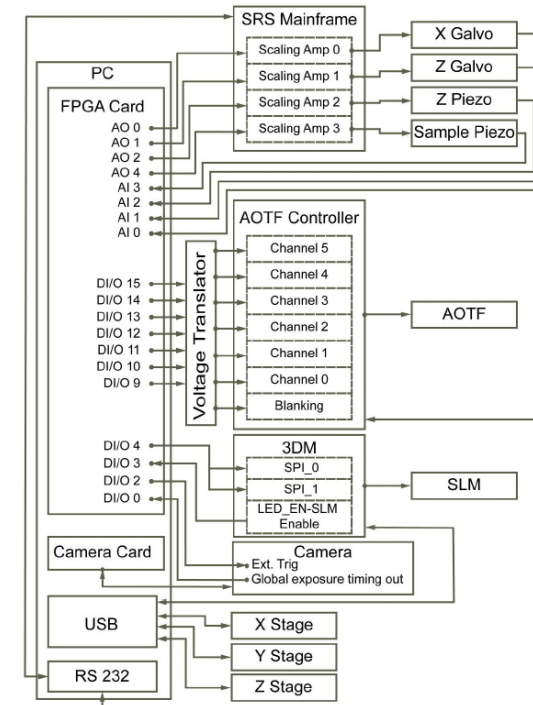 SRS Mainframe
Scaling Amp 0
Scaling Amp 1
Scaling Amp 2
Scaling Amp 3
X Galvo
Z Galvo
Z Piezo
Sample Piezo
PC
FPGA Card
AO 0
AO 1
AO 2
AO 4
AI 3
AI 2
AI 1
AI 0
DI/O 15
DI/O 14
DI/O 13
DI/O 12
DI/O 11
DI/O 10
DI/O 9
DI/O 4
DI/O 3
DI/O 2
DI/O 0
Voltage Translator
AOTF Controller
Channel 5
Channel 4
Channel 3
Channel 2
Channel 1
Channel 0
Blanking
AOTF
3DM
SPI_0
SPI_1
LED_EN-SLM
Enable
SLM
Camera Card
Camera
Ext. Trig
Global exposure timing out
USB
X Stage
Y Stage
Z Stage
RS 232